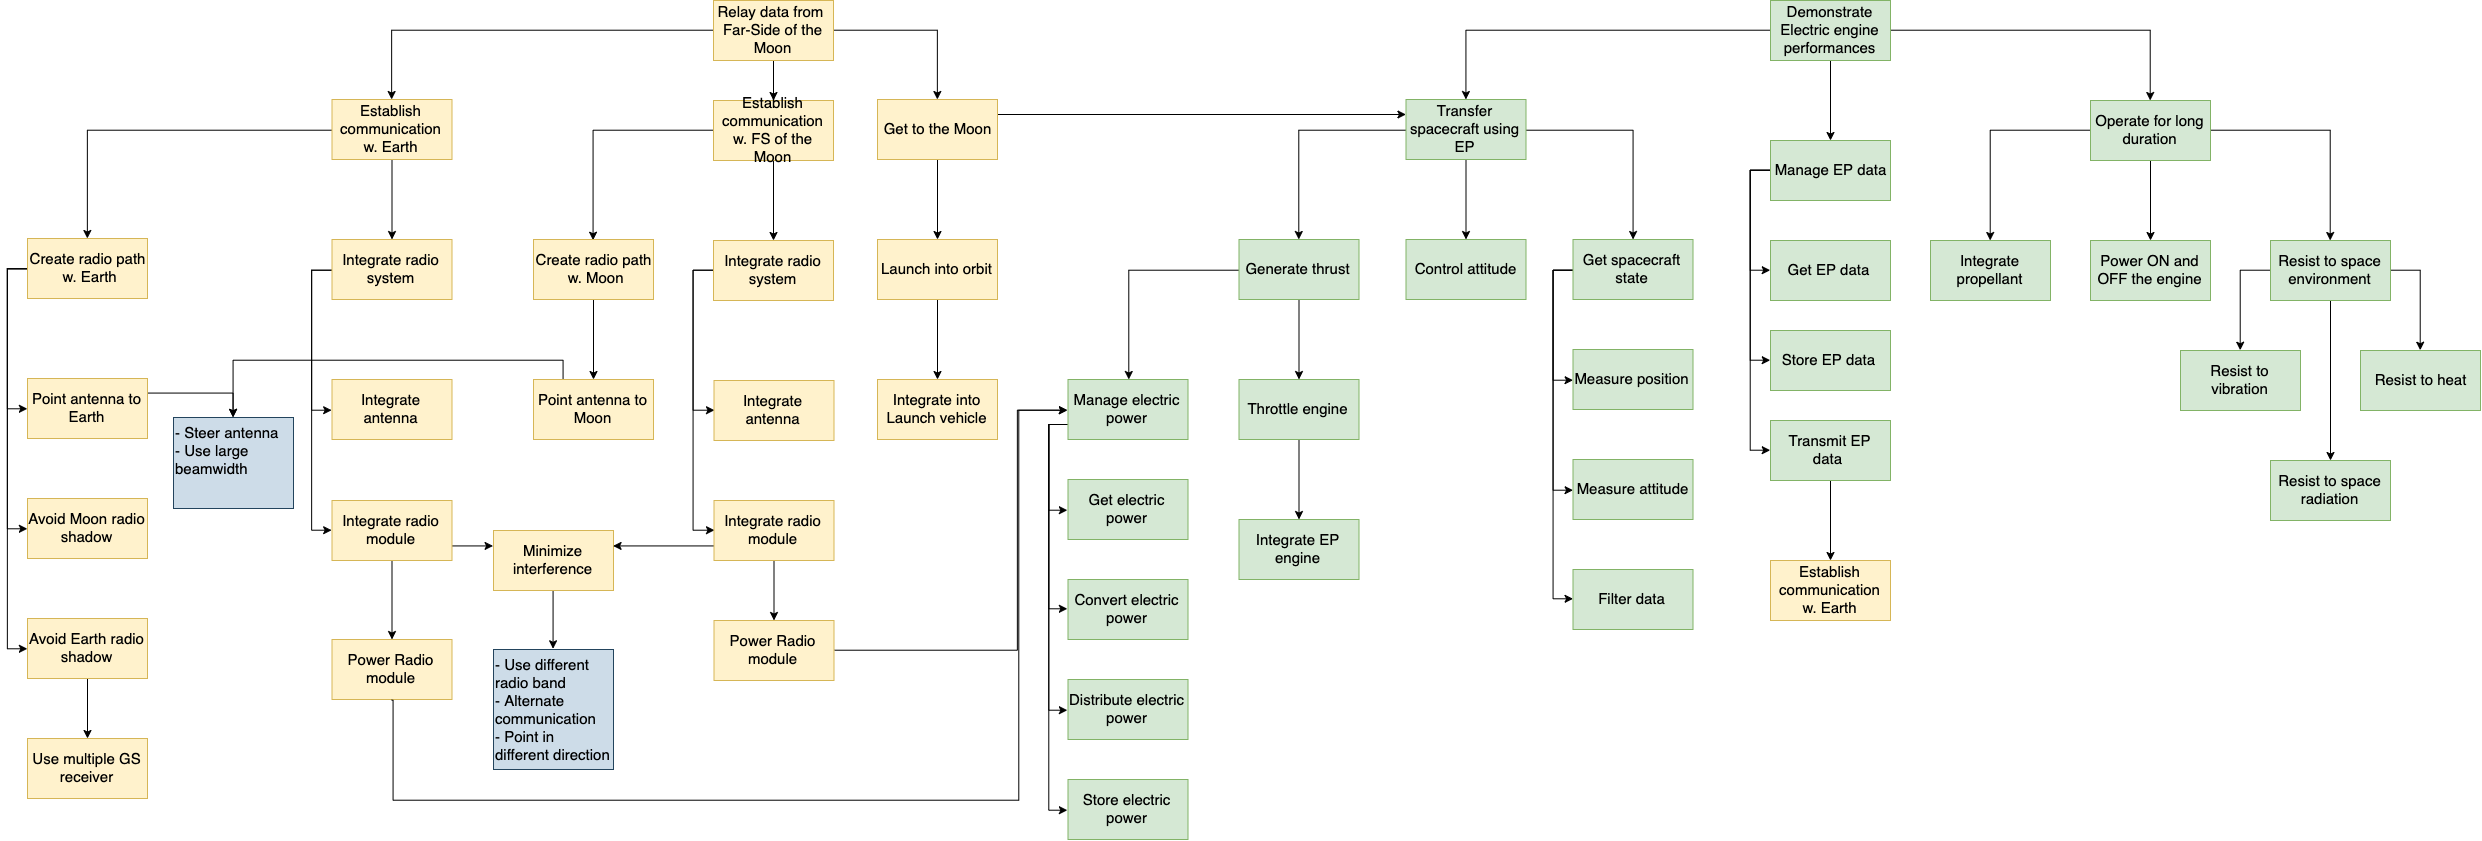 Relay data from
Far-Side of the
Moon
Demonstrate
Electric engine
performances
Establish
communication
w. Earth
Establish
communication
w. FS of the
Moon
Get to the Moon
Transfer
spacecraft using
EP
Operate for long
duration
Manage EP data
Create radio path
w. Earth
Integrate radio
system
Create radio path
w. Moon
Integrate radio
system
Launch into orbit
Generate thrust
Control attitude
Get spacecraft
state
Get EP data
Integrate
propellant
Power ON and
OFF the engine
Resist to space
environment
Store EP data
Point antenna to
Earth
- Steer antenna
- Use large
beamwidth
Integrate
antenna
Point antenna to
Moon
Integrate
antenna
Integrate into
Launch vehicle
Manage electric
power
Throttle engine
Measure position
Resist to
vibration
Resist to heat
Transmit EP
data
Avoid Moon radio
shadow
Integrate radio
module
Minimize
interference
Integrate radio
module
Get electric
power
Integrate EP
engine
Measure attitude
Resist to space
radiation
Establish
communication
w. Earth
Avoid Earth radio
shadow
Power Radio
module
- Use different
radio band
- Alternate
communication
- Point in
different direction
Power Radio
module
Convert electric
power
Filter data
Distribute electric
power
Use multiple GS
receiver
Store electric
power